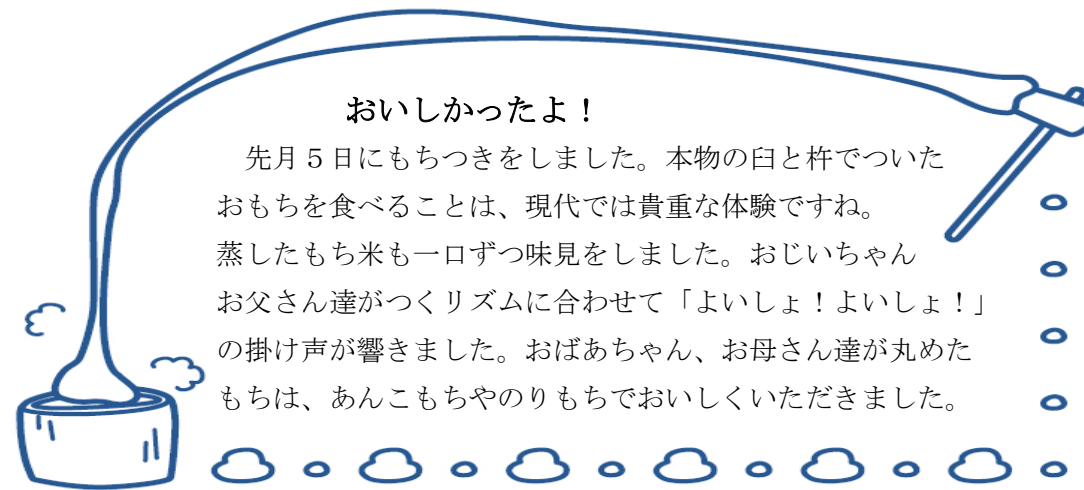 おいしかったよ！
先月５日にもちつきをしました。本物の臼と杵でついた
おもちを食べることは、現代では貴重な体験ですね。
蒸したもち米も一口ずつ味見をしました。おじいちゃん
お父さん達がつくリズムに合わせて「よいしょ！よいしょ！」
の掛け声が響きました。おばあちゃん、お母さん達が丸めた
もちは、あんこもちやのりもちでおいしくいただきました。